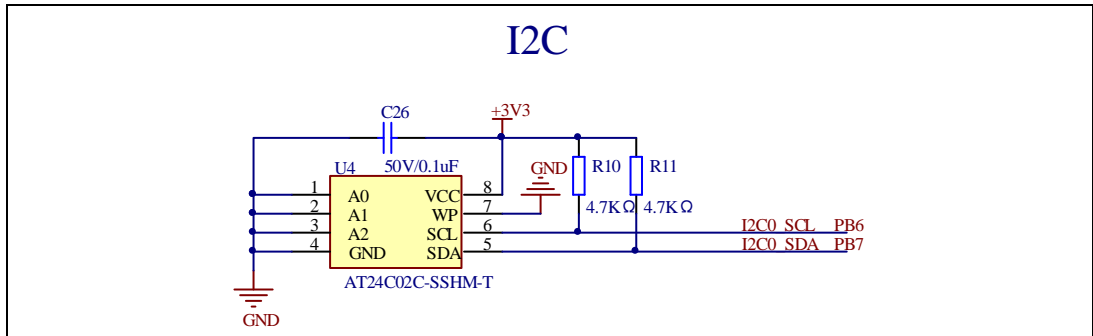 I2C
C26
+3V3
U4
50V/0.1uF
GND
R10
R11
1
A0
VCC
8
2
A1
WP
7
4.7KΩ
4.7KΩ
3
A2
SCL
6
I2C0_SCL
PB6
4
GND
SDA
5
I2C0_SDA
PB7
AT24C02C-SSHM-T
GND